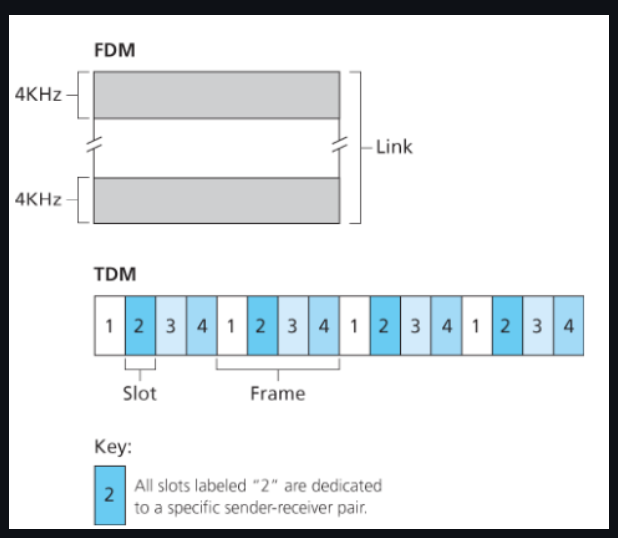 FDM
4KHz
Link
4KHz
TDM
1 2 3 4 1 2 3 4 1 2 3 4 1 2 3 4
Slot
Frame
Key:
2
All slots labeled “2” are dedicated
to a specific sender-receiver pair.